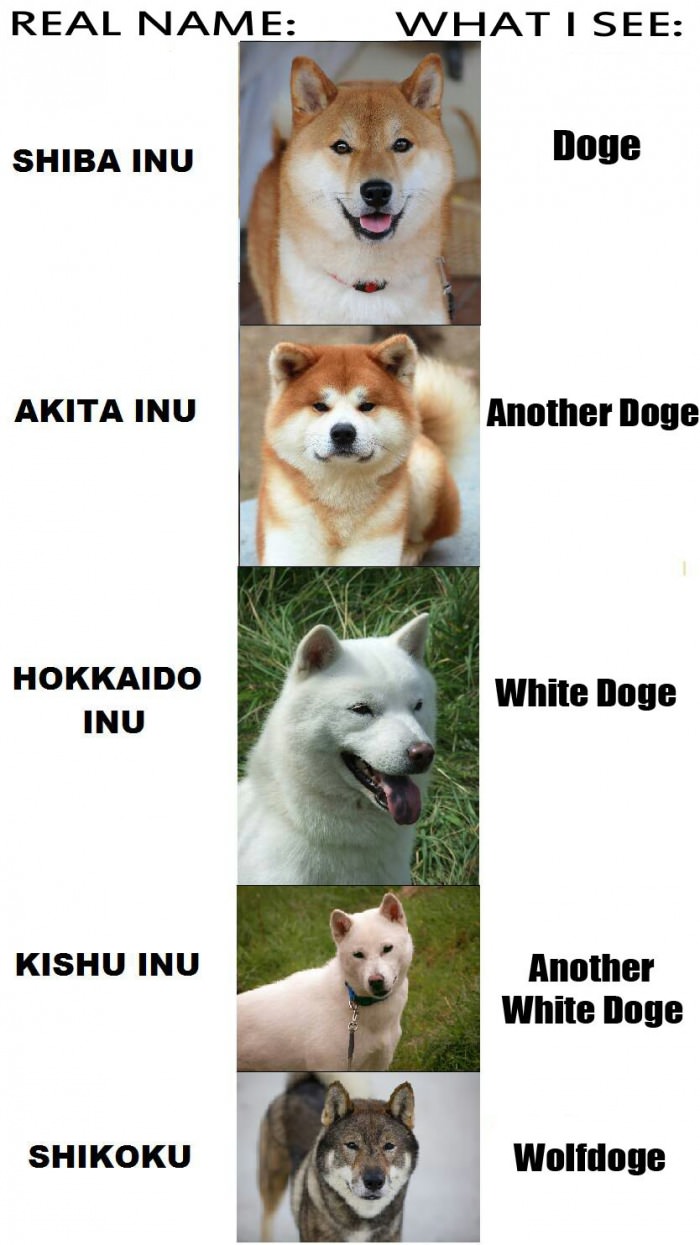 REAL NAME: WHAT I SEE:
SHIBA INU
Doge
AKITA INU
Another Doge
HOKKAIDO
INU
White Doge
KISHU INU
Another
White Doge
SHIKOKU
Wolfdoge